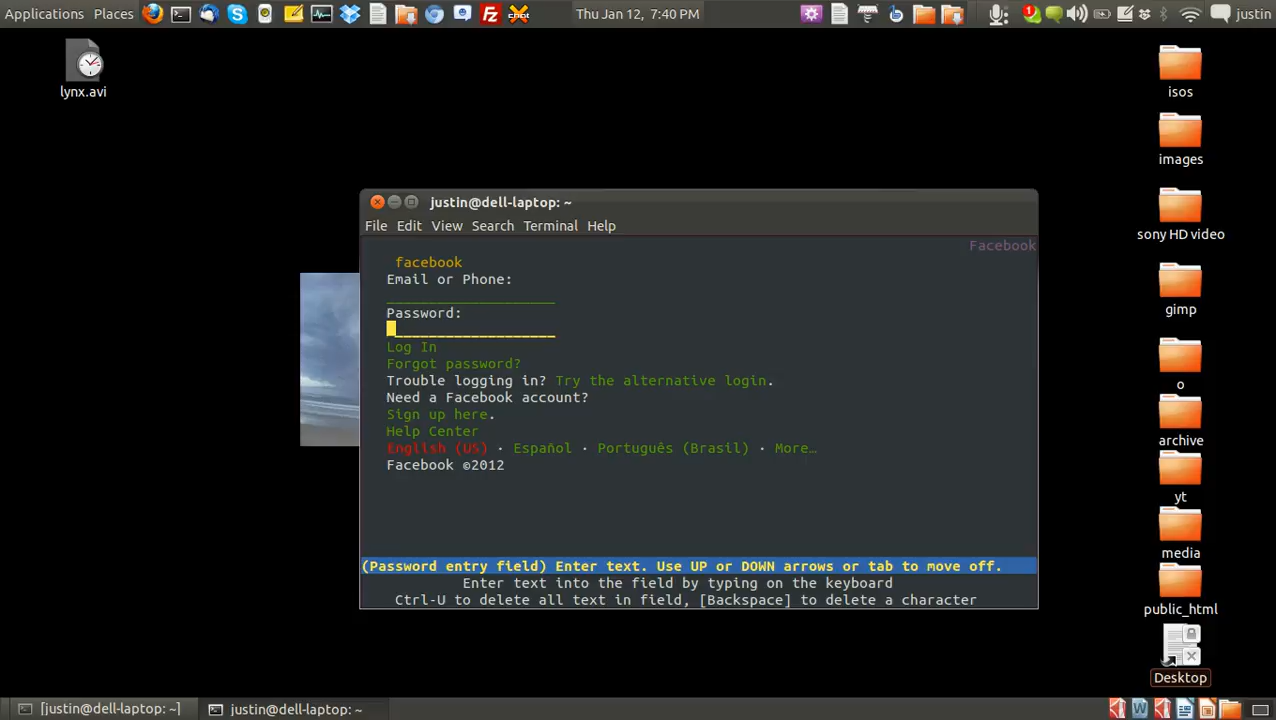 Applications Places Thu Jan 12, 7:40 PM 1 justin
lynx.avi
isos
images
sony HD video
gimp
o
archive
yt
media
public_html
Desktop
justin@dell-laptop: ~
File Edit View Search Terminal Help
Facebook
facebook
Email or Phone:
Password:
Log In
Forgot password?
Trouble logging in? Try the alternative login.
Need a Facebook account?
Sign up here.
Help Center
English (US) · Español · Português (Brasil) · More…
Facebook ©2012
(Password entry field) Enter text. Use UP or DOWN arrows or tab to move off.
Enter text into the field by typing on the keyboard
Ctrl-U to delete all text in field, [Backspace] to delete a character
[justin@dell-laptop: ~] justin@dell-laptop: ~